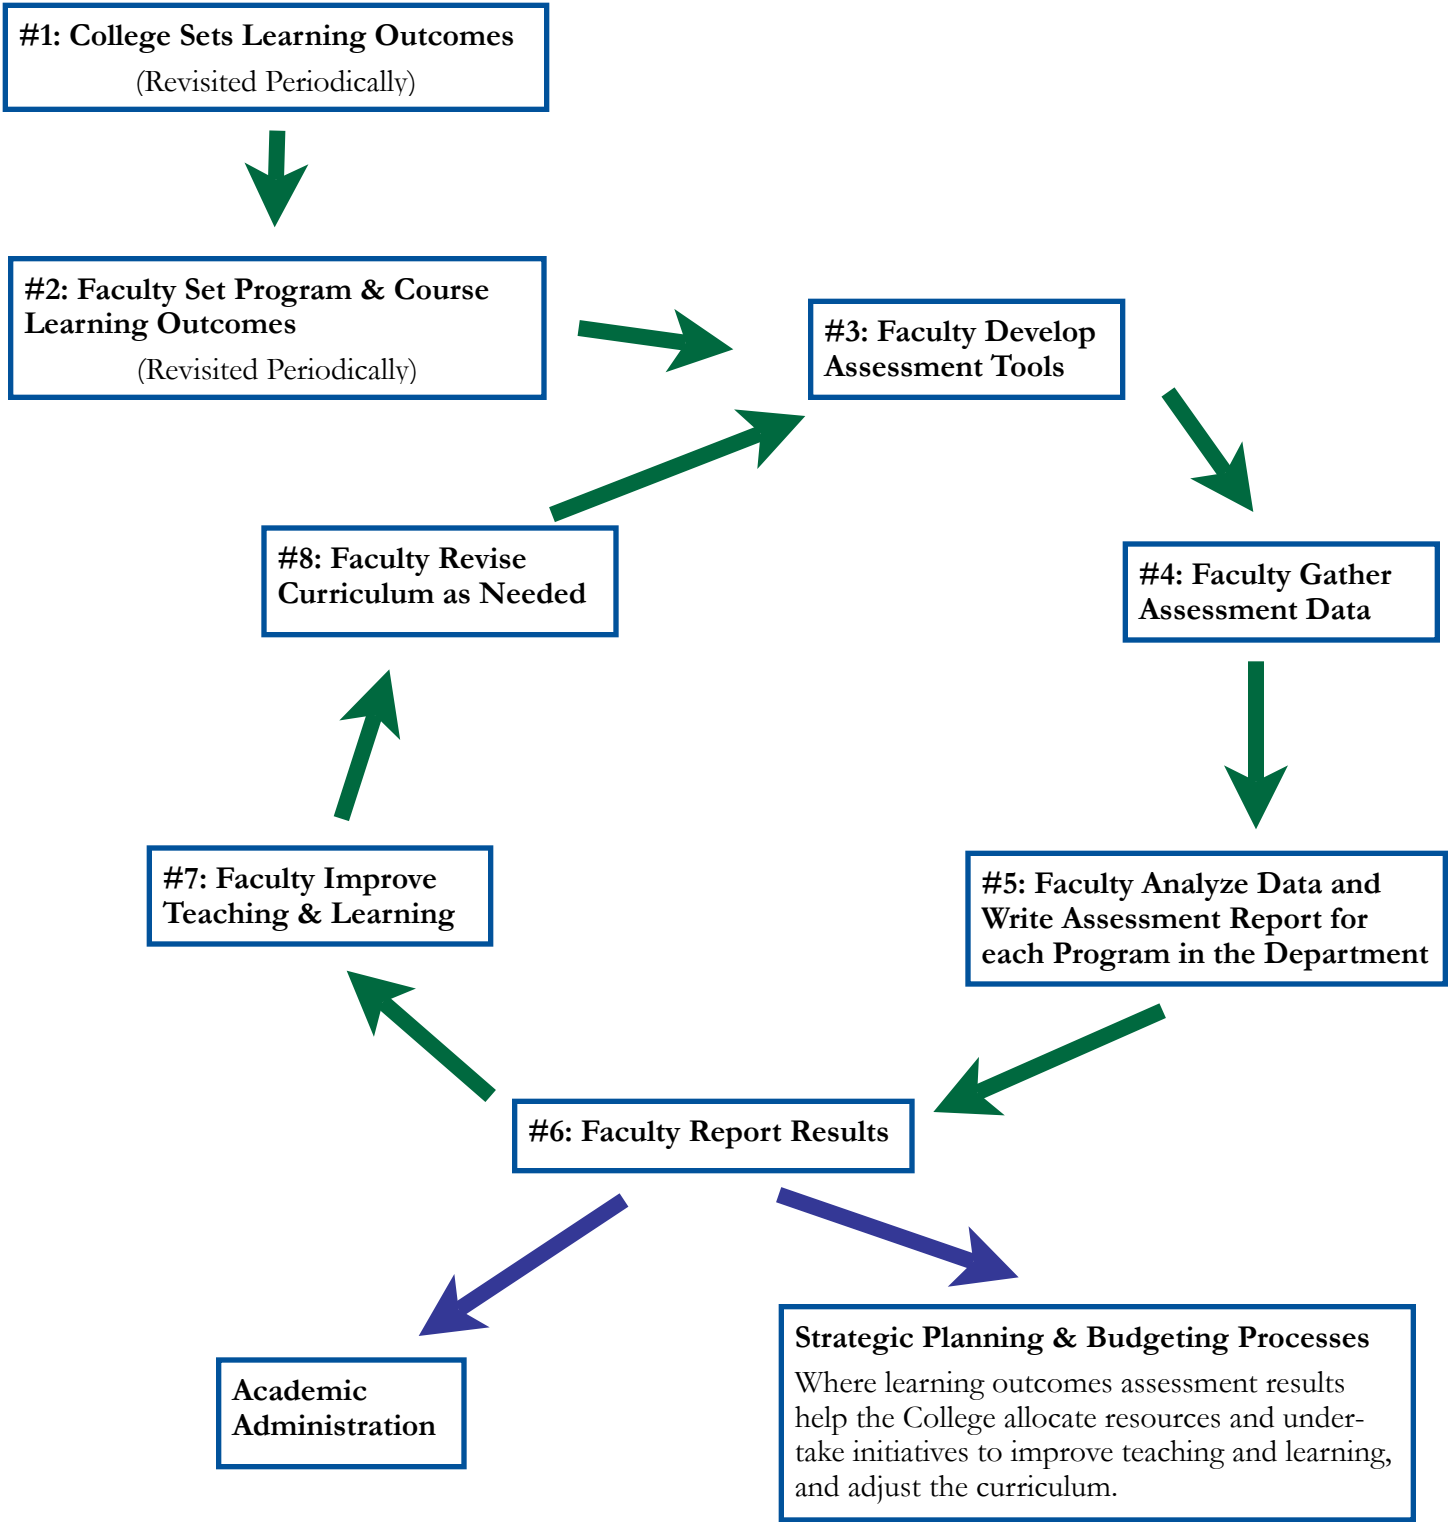 #1: College Sets Learning Outcomes
(Revisited Periodically)
#2: Faculty Set Program & Course
Learning Outcomes
(Revisited Periodically)
#3: Faculty Develop
Assessment Tools
#4: Faculty Gather
Assessment Data
#5: Faculty Analyze Data and
Write Assessment Report for
each Program in the Department
#6: Faculty Report Results
#7: Faculty Improve
Teaching & Learning
#8: Faculty Revise
Curriculum as Needed
Academic
Administration
Strategic Planning & Budgeting Processes
Where learning outcomes assessment results
help the College allocate resources and under-
take initiatives to improve teaching and learning,
and adjust the curriculum.